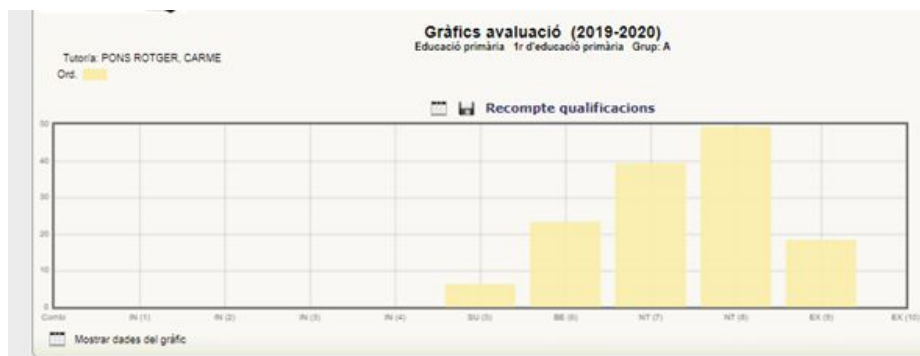 Gràfics avaluació (2019-2020)
Educació primària 1r d'educació primària Grup: A
Tutor/a: PONS ROTGER, CARME
Ord.
Recompte qualificacions
50
40
30
20
10
0
Combi IN (1) IN (2) IN (3) IN (4) SU (5) BE (6) NT (7) NT (8) EX (9) EX (10)
Mostrar dades del gràfic